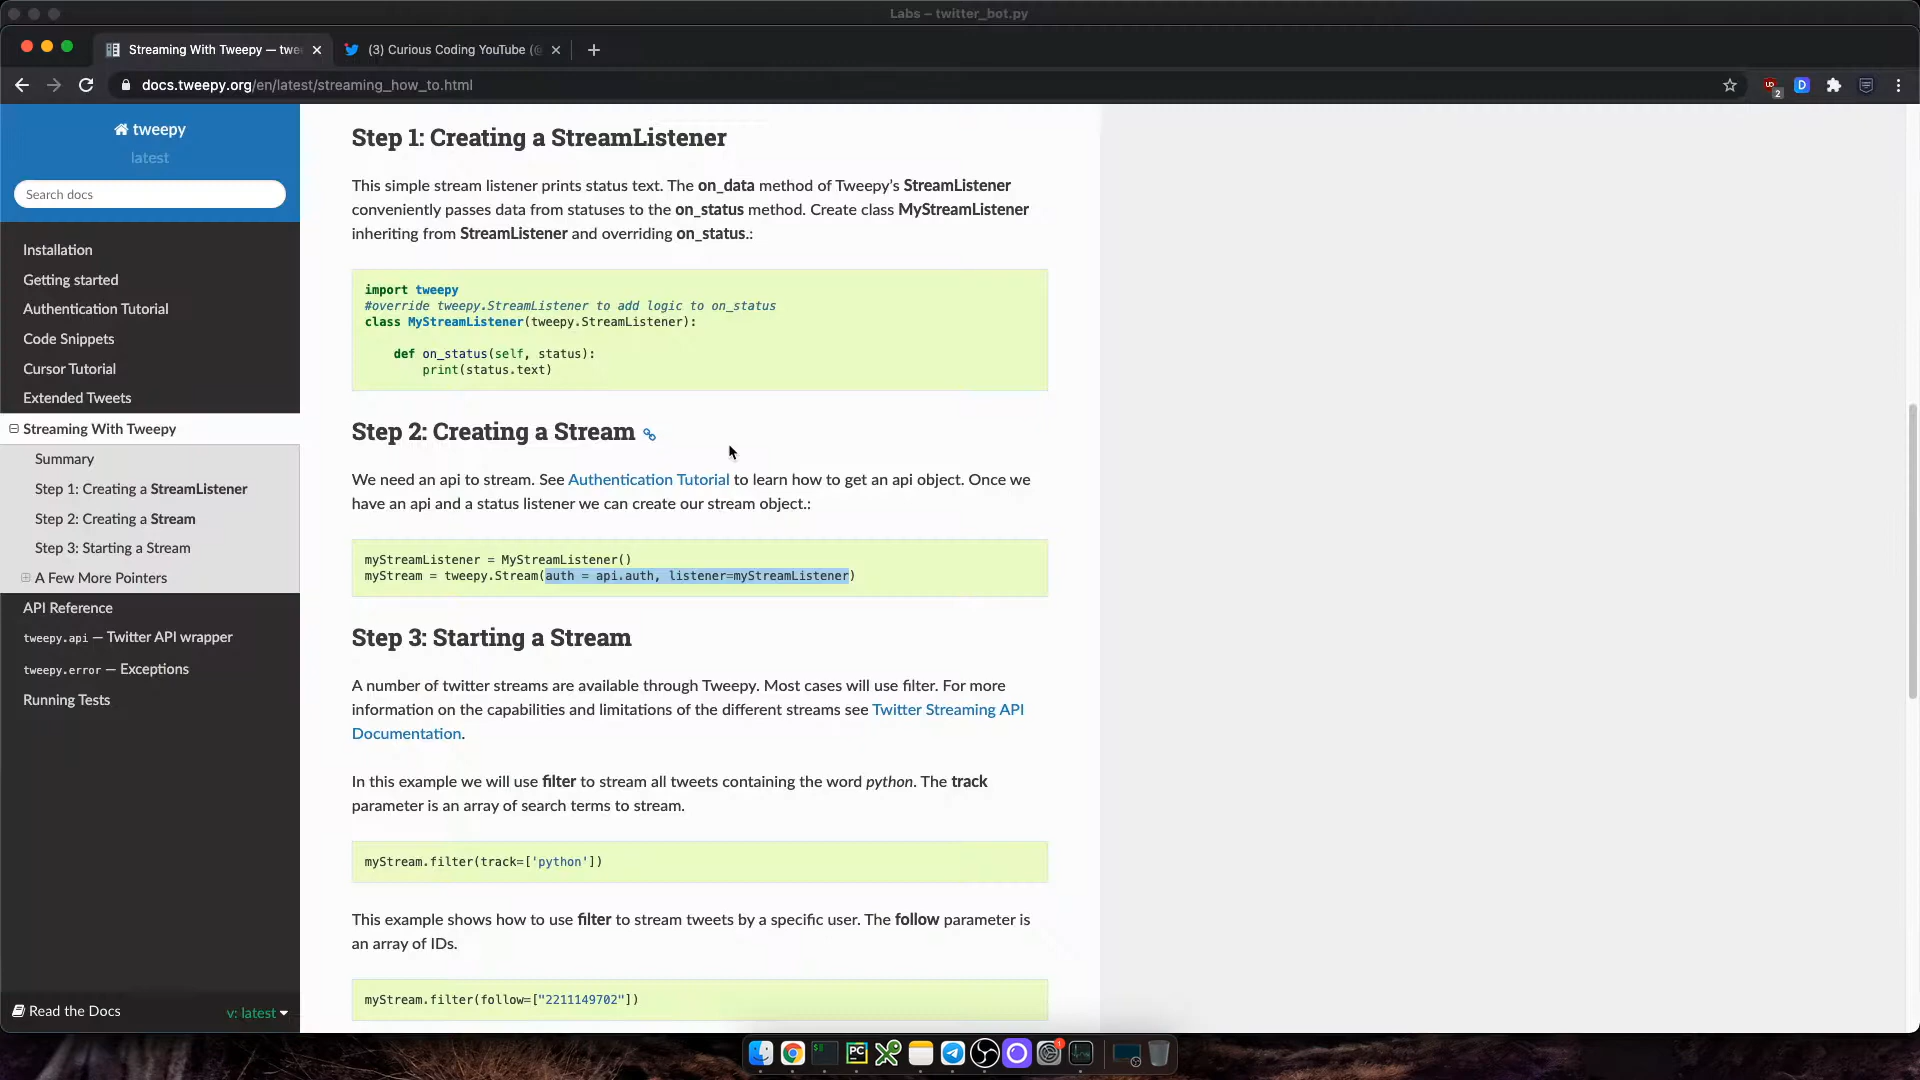 Labs – twitter_bot.py
Streaming With Tweepy — twe
(3) Curious Coding YouTube (@
docs.tweepy.org/en/latest/streaming_how_to.html
2
tweepy
latest
Search docs
Installation
Getting started
Authentication Tutorial
Code Snippets
Cursor Tutorial
Extended Tweets
Streaming With Tweepy
Summary
Step 1: Creating a StreamListener
Step 2: Creating a Stream
Step 3: Starting a Stream
A Few More Pointers
API Reference
tweepy.api — Twitter API wrapper
tweepy.error — Exceptions
Running Tests
Read the Docs
v: latest
Step 1: Creating a StreamListener
This simple stream listener prints status text. The on_data method of Tweepy’s StreamListener
conveniently passes data from statuses to the on_status method. Create class MyStreamListener
inheriting from StreamListener and overriding on_status.:
import tweepy
#override tweepy.StreamListener to add logic to on_status
class MyStreamListener(tweepy.StreamListener):
def on_status(self, status):
print(status.text)
Step 2: Creating a Stream
We need an api to stream. See Authentication Tutorial to learn how to get an api object. Once we
have an api and a status listener we can create our stream object.:
myStreamListener = MyStreamListener()
myStream = tweepy.Stream(auth = api.auth, listener=myStreamListener)
Step 3: Starting a Stream
A number of twitter streams are available through Tweepy. Most cases will use filter. For more
information on the capabilities and limitations of the different streams see Twitter Streaming API
Documentation.
In this example we will use filter to stream all tweets containing the word python. The track
parameter is an array of search terms to stream.
myStream.filter(track=['python'])
This example shows how to use filter to stream tweets by a specific user. The follow parameter is
an array of IDs.
myStream.filter(follow=["2211149702"])
PC
1